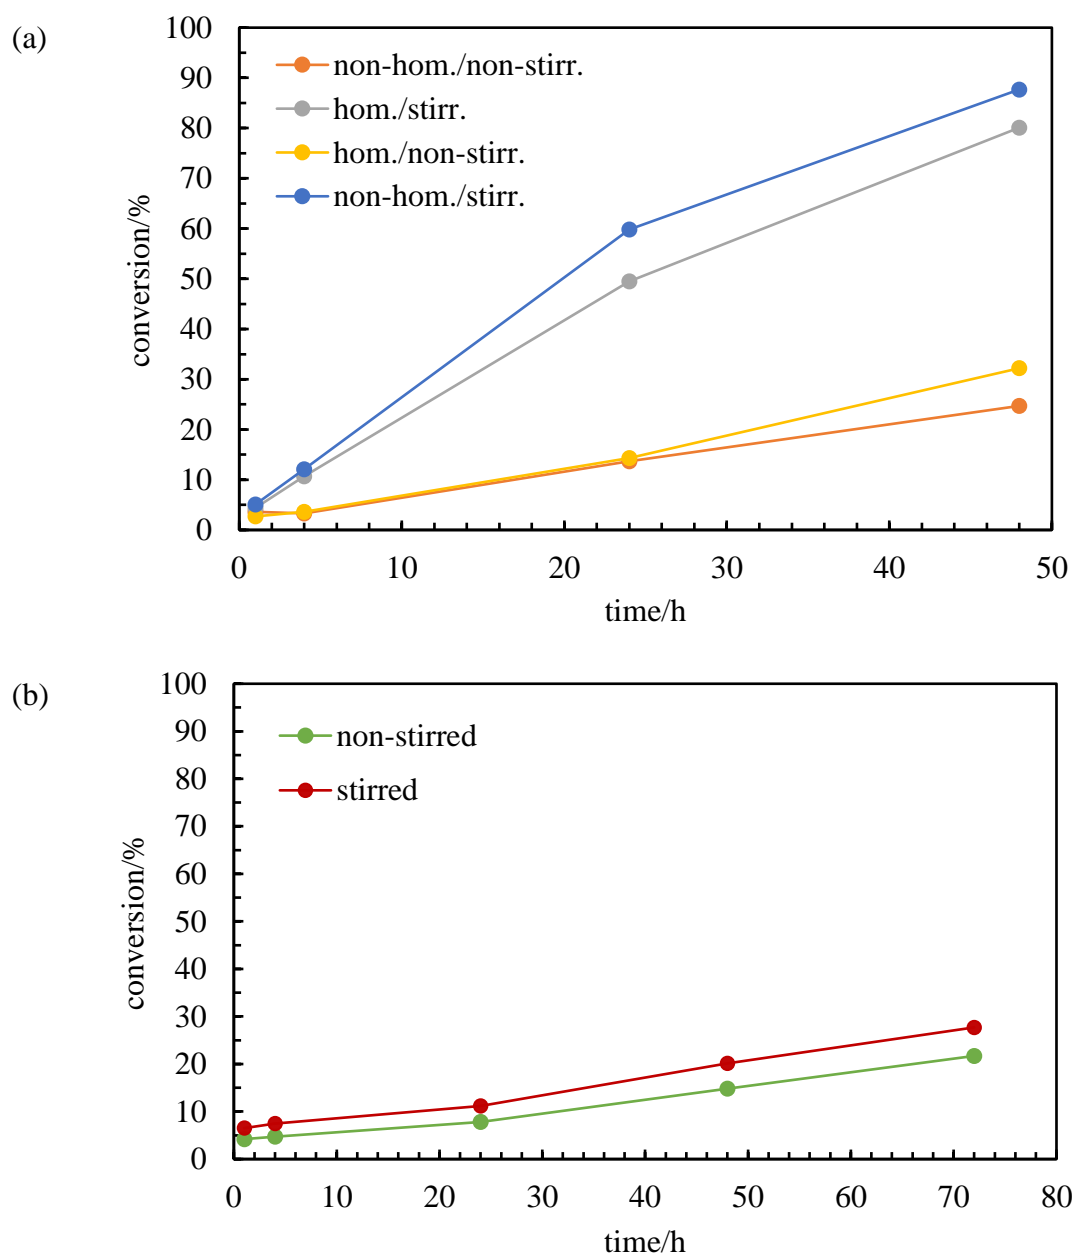 (a)
100
90
80
70
60
50
40
30
20
10
0
conversion/%
non-hom./non-stirr.
hom./stirr.
hom./non-stirr.
non-hom./stirr.
0 10 20 30 40 50
time/h
(b)
100
90
80
70
60
50
40
30
20
10
0
conversion/%
non-stirred
stirred
0 10 20 30 40 50 60 70 80
time/h